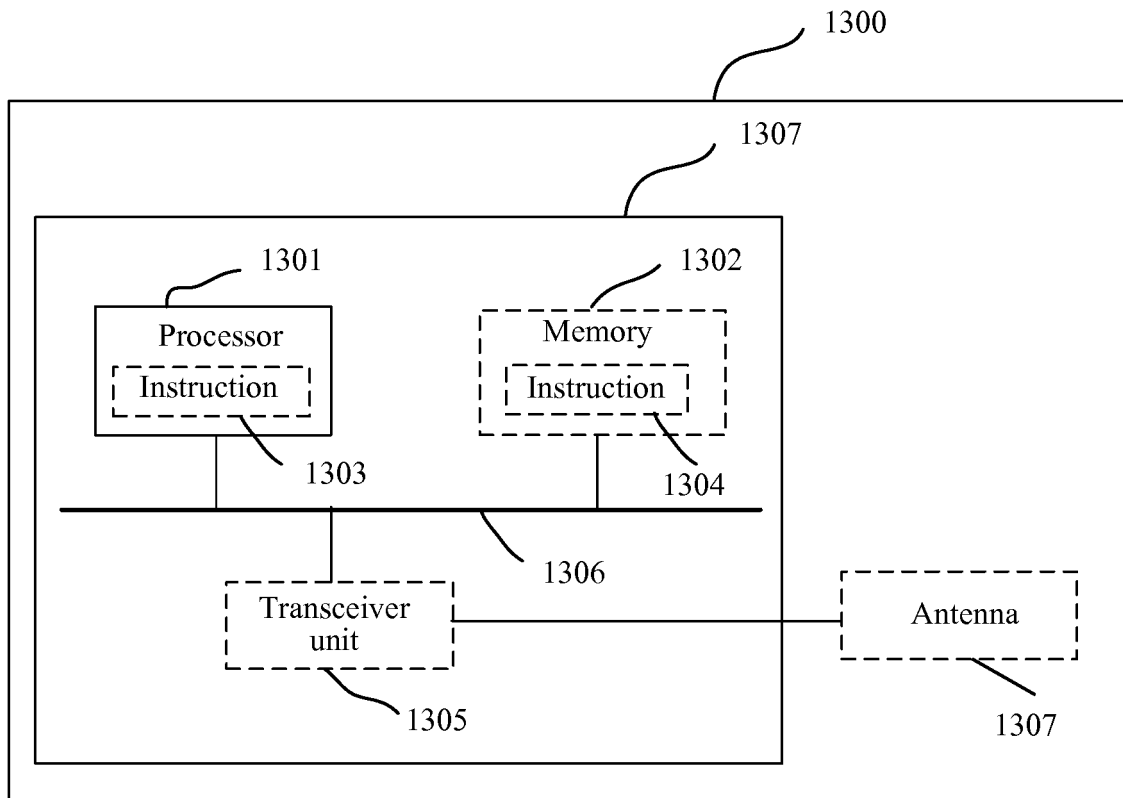 1300
1307
1301
1302
Processor
Memory
Instruction
Instruction
1303
1304
1306
Transceiver
unit
Antenna
1305
1307